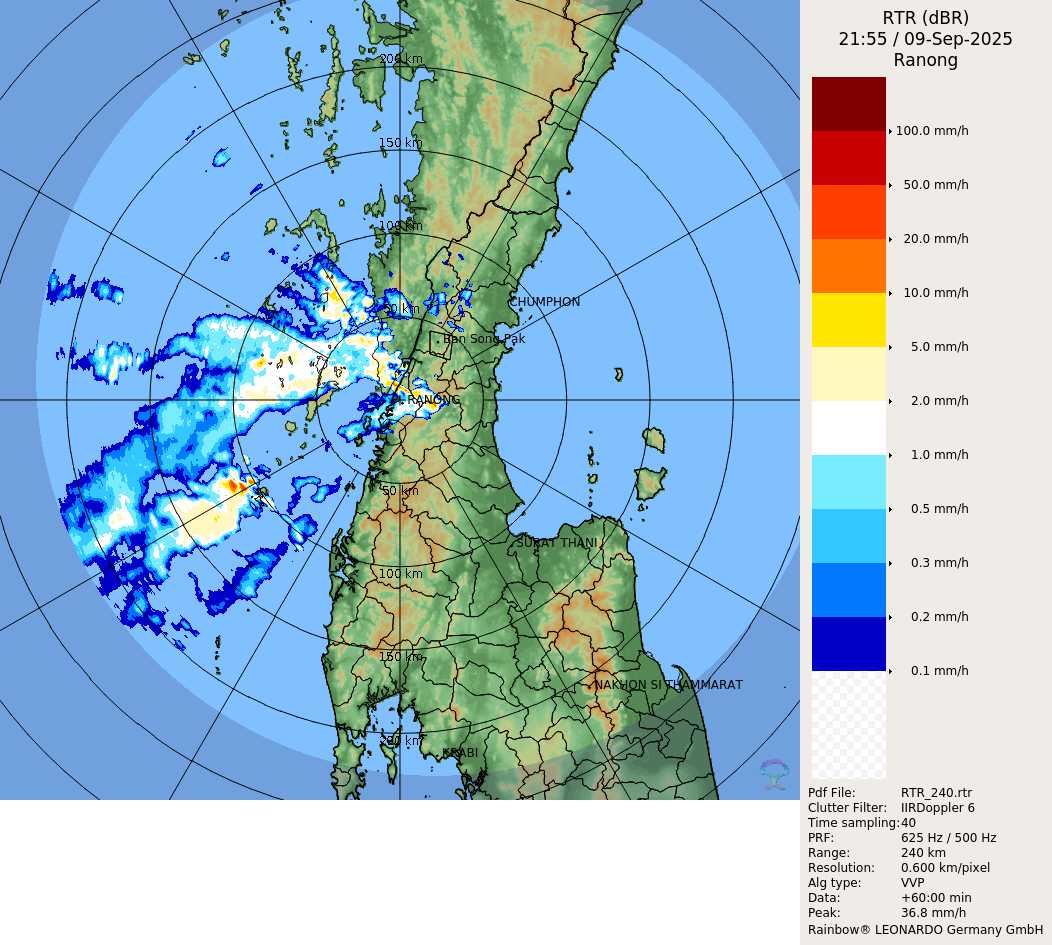 RTR (dBR)
21:55 / 09-Sep-2025
Ranong
100.0 mm/h
50.0 mm/h
20.0 mm/h
10.0 mm/h
5.0 mm/h
2.0 mm/h
1.0 mm/h
0.5 mm/h
0.3 mm/h
0.2 mm/h
0.1 mm/h
Pdf File: RTR_240.rtr
Clutter Filter: IIRDoppler 6
Time sampling: 40
PRF: 625 Hz / 500 Hz
Range: 240 km
Resolution: 0.600 km/pixel
Alg type: VVP
Data: +60:00 min
Peak: 36.8 mm/h
Rainbow® LEONARDO Germany GmbH
200 km
150 km
100 km
CHUMPHON
50 km
Ban Song Pak
RANONG
50 km
SURAT THANI
100 km
150 km
NAKHON SI THAMMARAT
200 km
KRABI